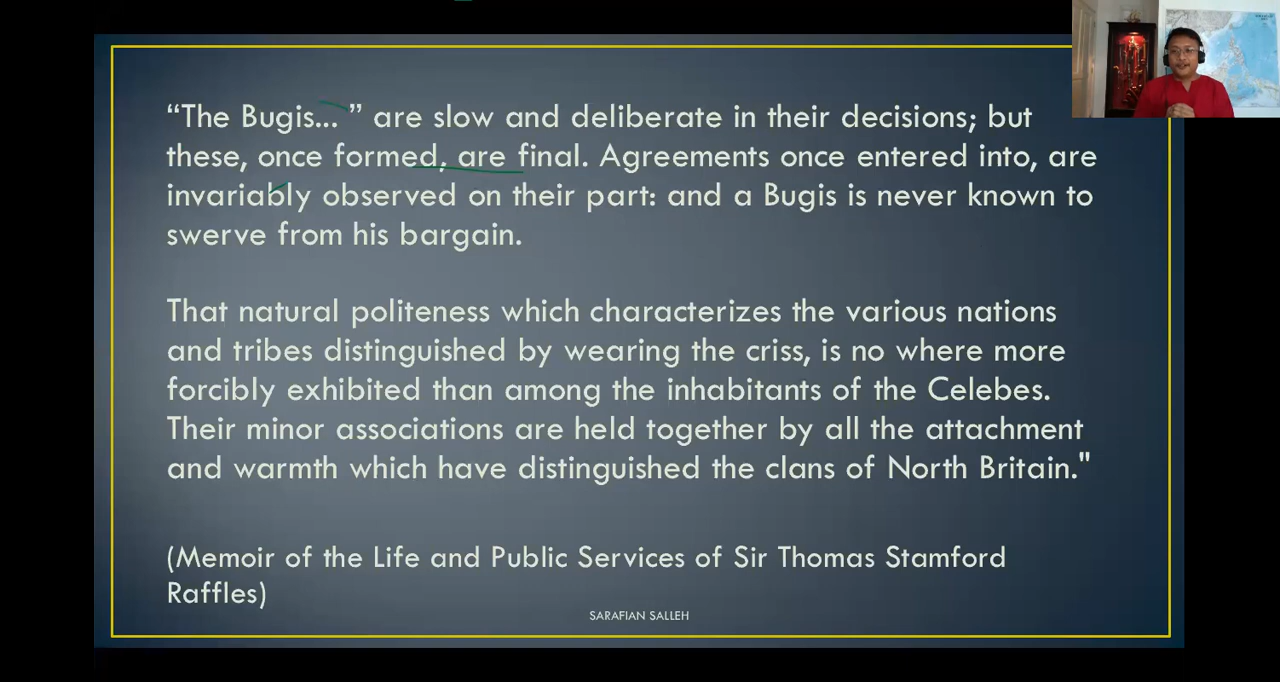 “The Bugis... ” are slow and deliberate in their decisions; but
these, once formed, are final. Agreements once entered into, are
invariably observed on their part: and a Bugis is never known to
swerve from his bargain.
That natural politeness which characterizes the various nations
and tribes distinguished by wearing the criss, is no where more
forcibly exhibited than among the inhabitants of the Celebes.
Their minor associations are held together by all the attachment
and warmth which have distinguished the clans of North Britain."
(Memoir of the Life and Public Services of Sir Thomas Stamford
Raffles)
SARAFIAN SALLEH